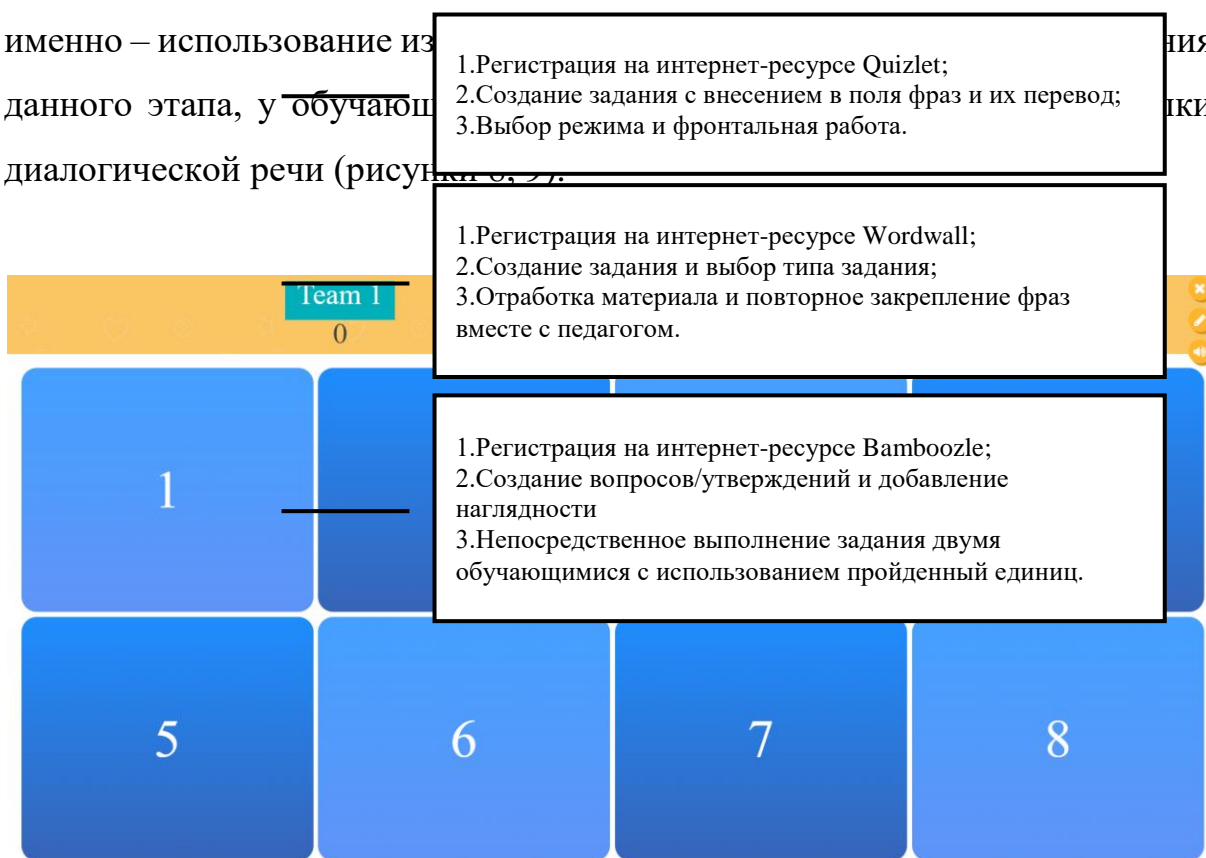 именно – использование из
данного этапа, у
диалогической речи
1.Регистрация на интернет-ресурсе Quizlet;
2.Создание задания с внесением в поля фраз и их перевод;
3.Выбор режима и фронтальная работа.
1.Регистрация на интернет-ресурсе Wordwall;
2.Создание задания и выбор типа задания;
3.Отработка материала и повторное закрепление фраз
вместе с педагогом.
Team 1
0
1.Регистрация на интернет-ресурсе Bamboozle;
2.Создание вопросов/утверждений и добавление
наглядности
3.Непосредственное выполнение задания двумя
обучающимися с использованием пройденный единиц.
1
5 6 7 8